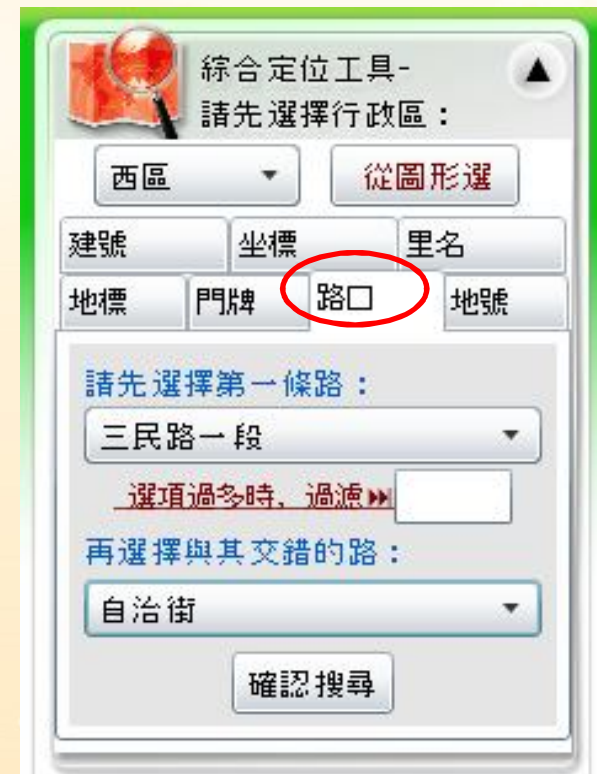 綜合定位工具-
請先選擇行政區：
西區 從圖形選
建號 坐標 里名
地標 門牌 路口 地號
請先選擇第一條路：
三民路一段
選項過多時, 過濾
再選擇與其交錯的路：
自治街
確認搜尋